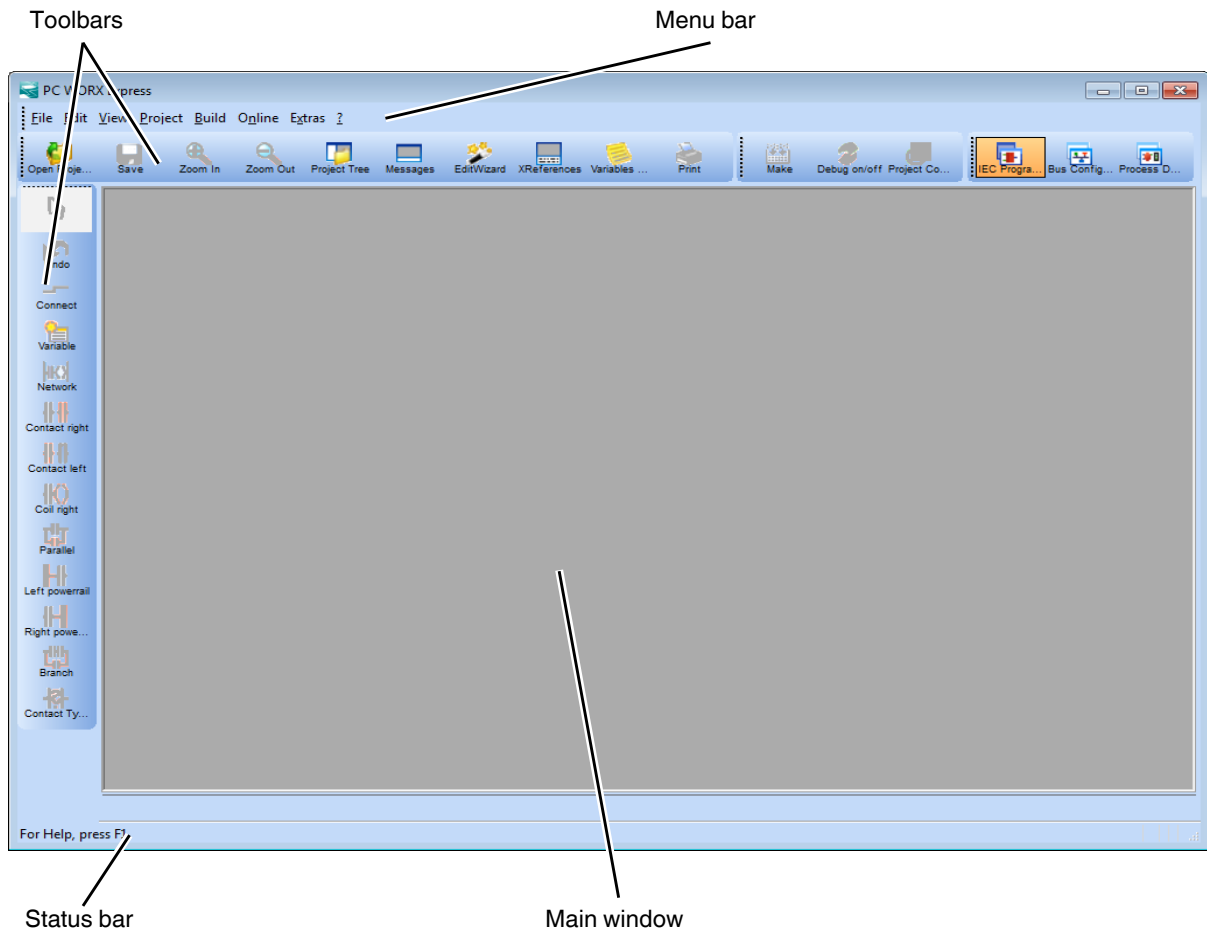 Toolbars
Menu bar
PC WORX Express
File Edit View Project Build Online Extras ?
Open Proje... Save Zoom In Zoom Out Project Tree Messages EditWizard XReferences Variables ... Print Make Debug on/off Project Co... IEC Progra... Bus Config... Process D...
Undo
Connect
Variable
Network
Contact right
Contact left
Coil right
Parallel
Left powerrail
Right powe...
Branch
Contact Ty...
For Help, press F1
Status bar
Main window